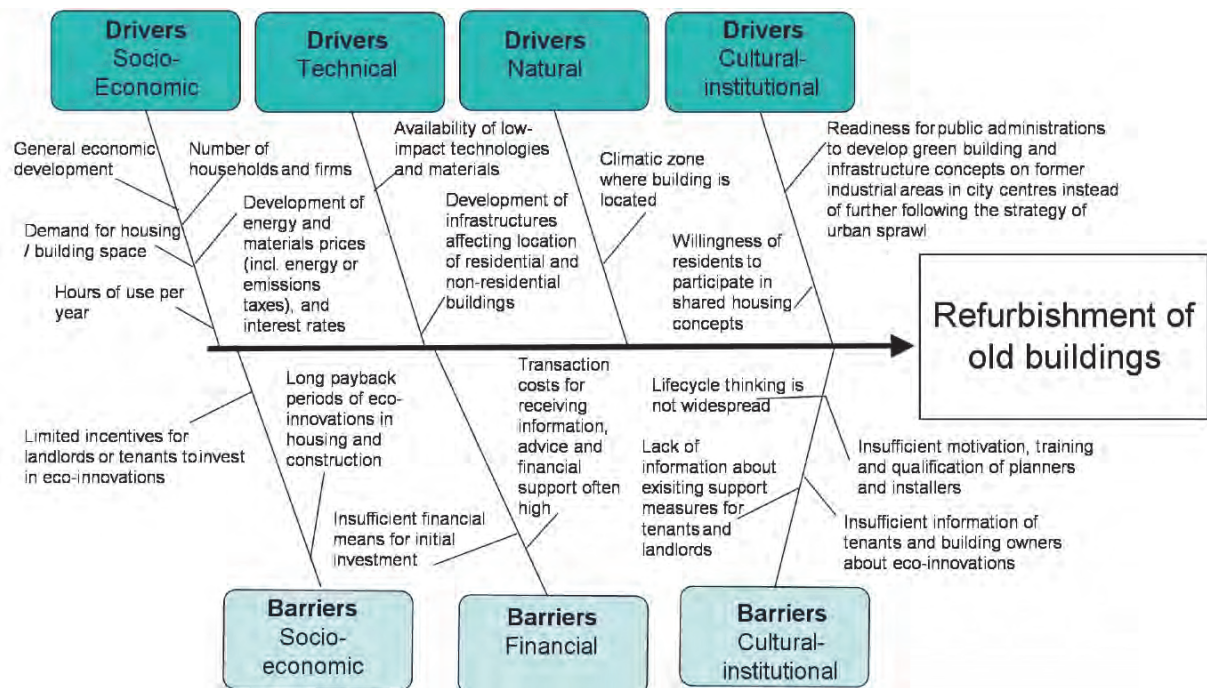 Drivers
Socio-
Economic
Drivers
Technical
Drivers
Natural
Drivers
Cultural-
institutional
General economic
development
Number of
households and firms
Demand for housing
/ building space
Development of
energy and
materials prices
(incl. energy or
emissions
taxes), and
interest rates
Hours of use per
year
Availability of low-
impact technologies
and materials
Development of
infrastructures
affecting location
of residential and
non-residential
buildings
Climatic zone
where building is
located
Readiness for public administrations
to develop green building and
infrastructure concepts on former
industrial areas in city centres instead
of further following the strategy of
urban sprawl
Willingness of
residents to
participate in
shared housing
concepts
Refurbishment of
old buildings
Limited incentives for
landlords or tenants to invest
in eco-innovations
Long payback
periods of eco-
innovations in
housing and
construction
Insufficient financial
means for initial
investment
Transaction
costs for
receiving
information,
advice and
financial
support often
high
Lifecycle thinking is
not widespread
Lack of
information about
exisiting support
measures for
tenants and
landlords
Insufficient motivation, training
and qualification of planners
and installers
Insufficient information of
tenants and building owners
about eco-innovations
Barriers
Socio-
economic
Barriers
Financial
Barriers
Cultural-
institutional